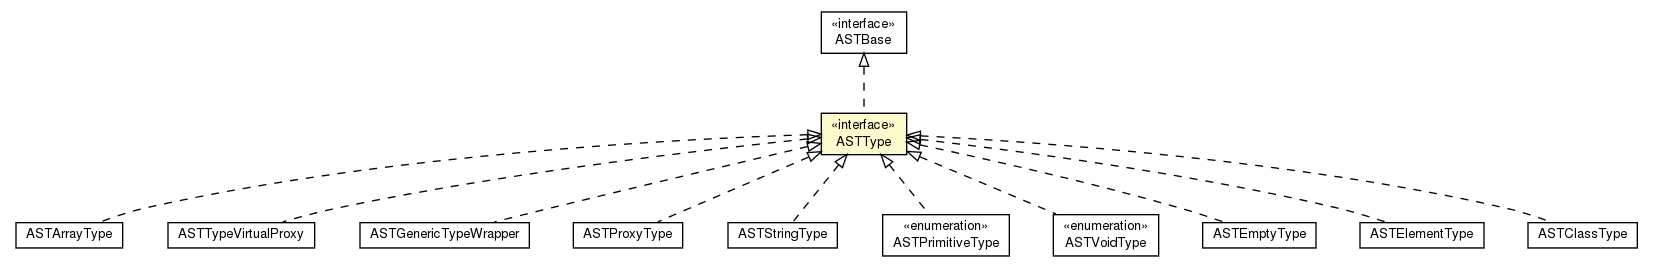 «interface»
ASTBase
«interface»
ASTType
ASTArrayType
ASTTypeVirtualProxy
ASTGenericTypeWrapper
ASTProxyType
ASTStringType
«enumeration»
ASTPrimitiveType
«enumeration»
ASTVoidType
ASTEmptyType
ASTElementType
ASTClassType